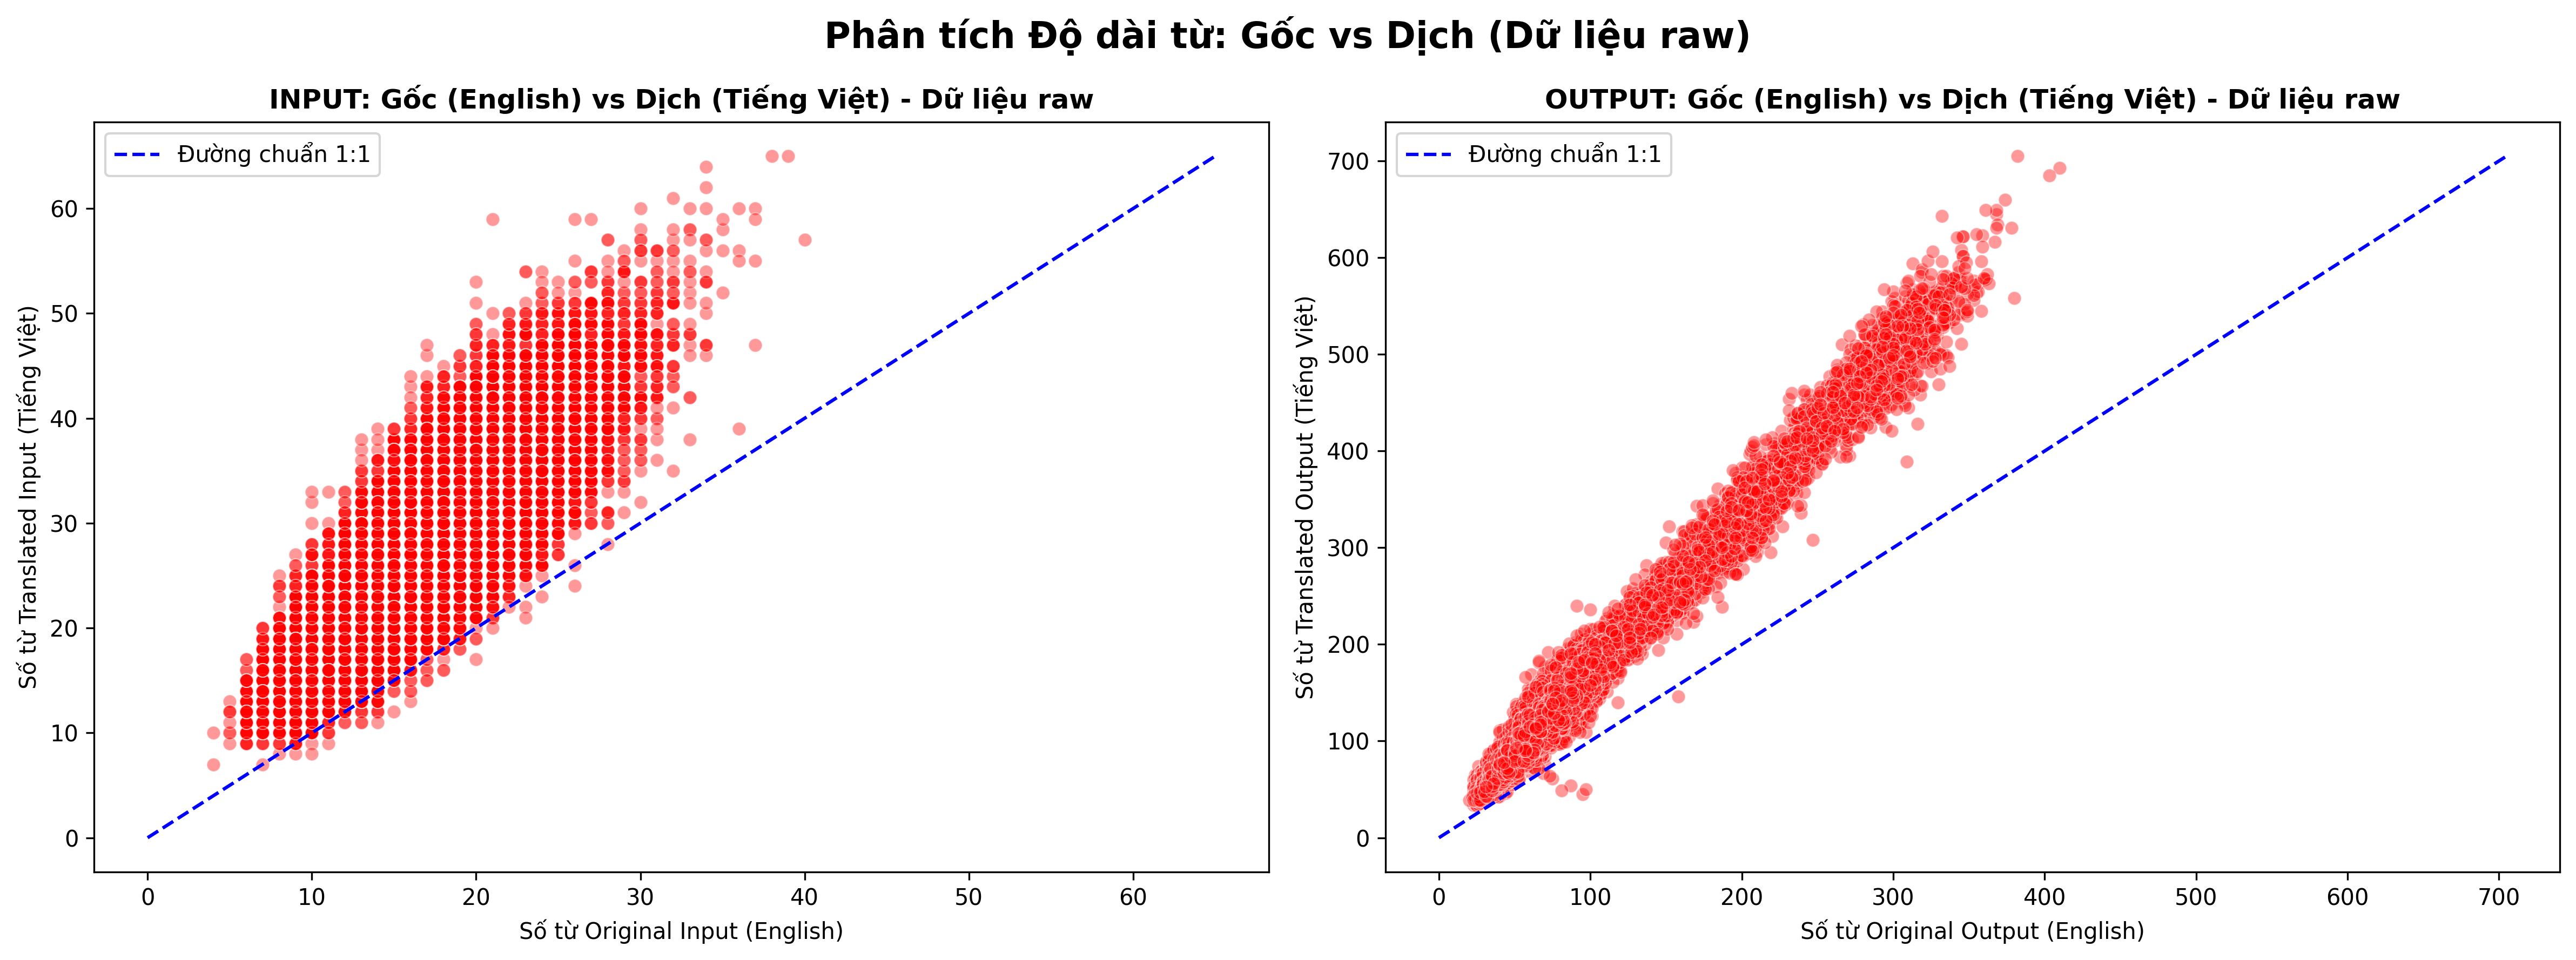 Phân tích Độ dài từ: Gốc vs Dịch (Dữ liệu raw)
INPUT: Gốc (English) vs Dịch (Tiếng Việt) - Dữ liệu raw
Đường chuẩn 1:1
60
50
40
30
20
10
0
Số từ Translated Input (Tiếng Việt)
0 10 20 30 40 50 60
Số từ Original Input (English)
OUTPUT: Gốc (English) vs Dịch (Tiếng Việt) - Dữ liệu raw
Đường chuẩn 1:1
700
600
500
400
300
200
100
0
Số từ Translated Output (Tiếng Việt)
0 100 200 300 400 500 600 700
Số từ Original Output (English)